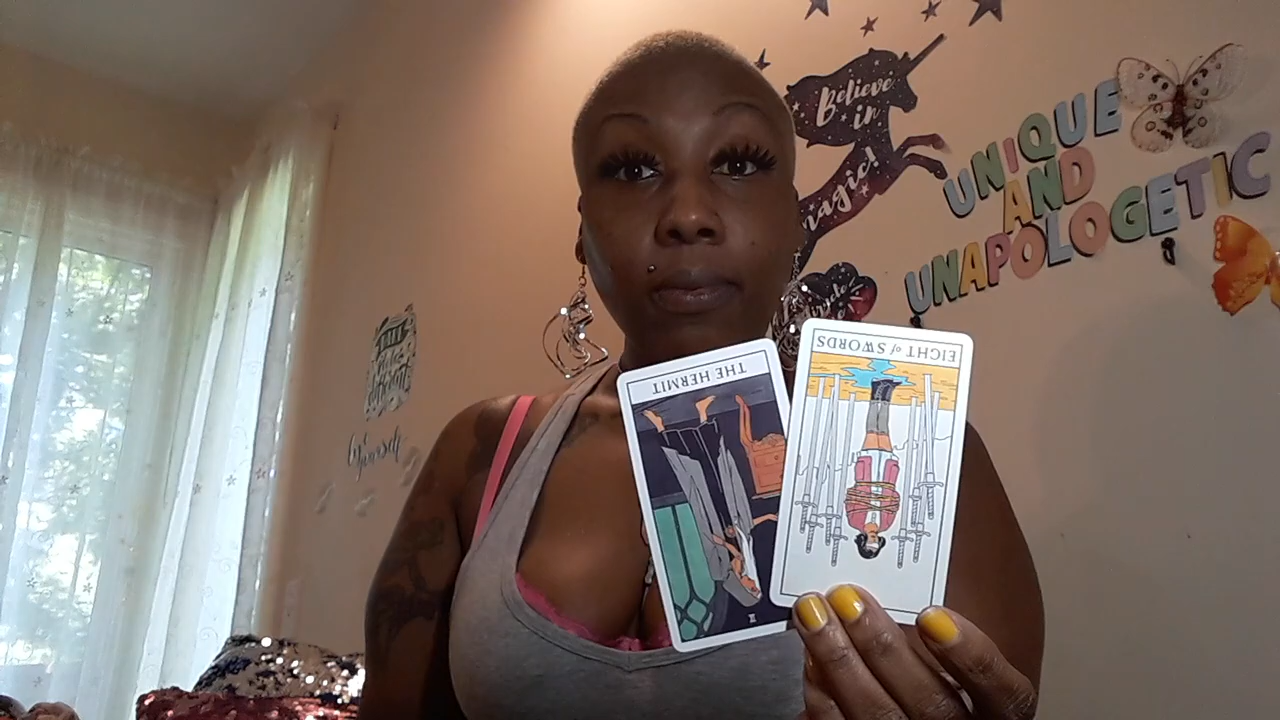 Believe
in
magic!
UNIQUE
AND
UNAPOLOGETIC
THE HERMIT
EIGHT of SWORDS